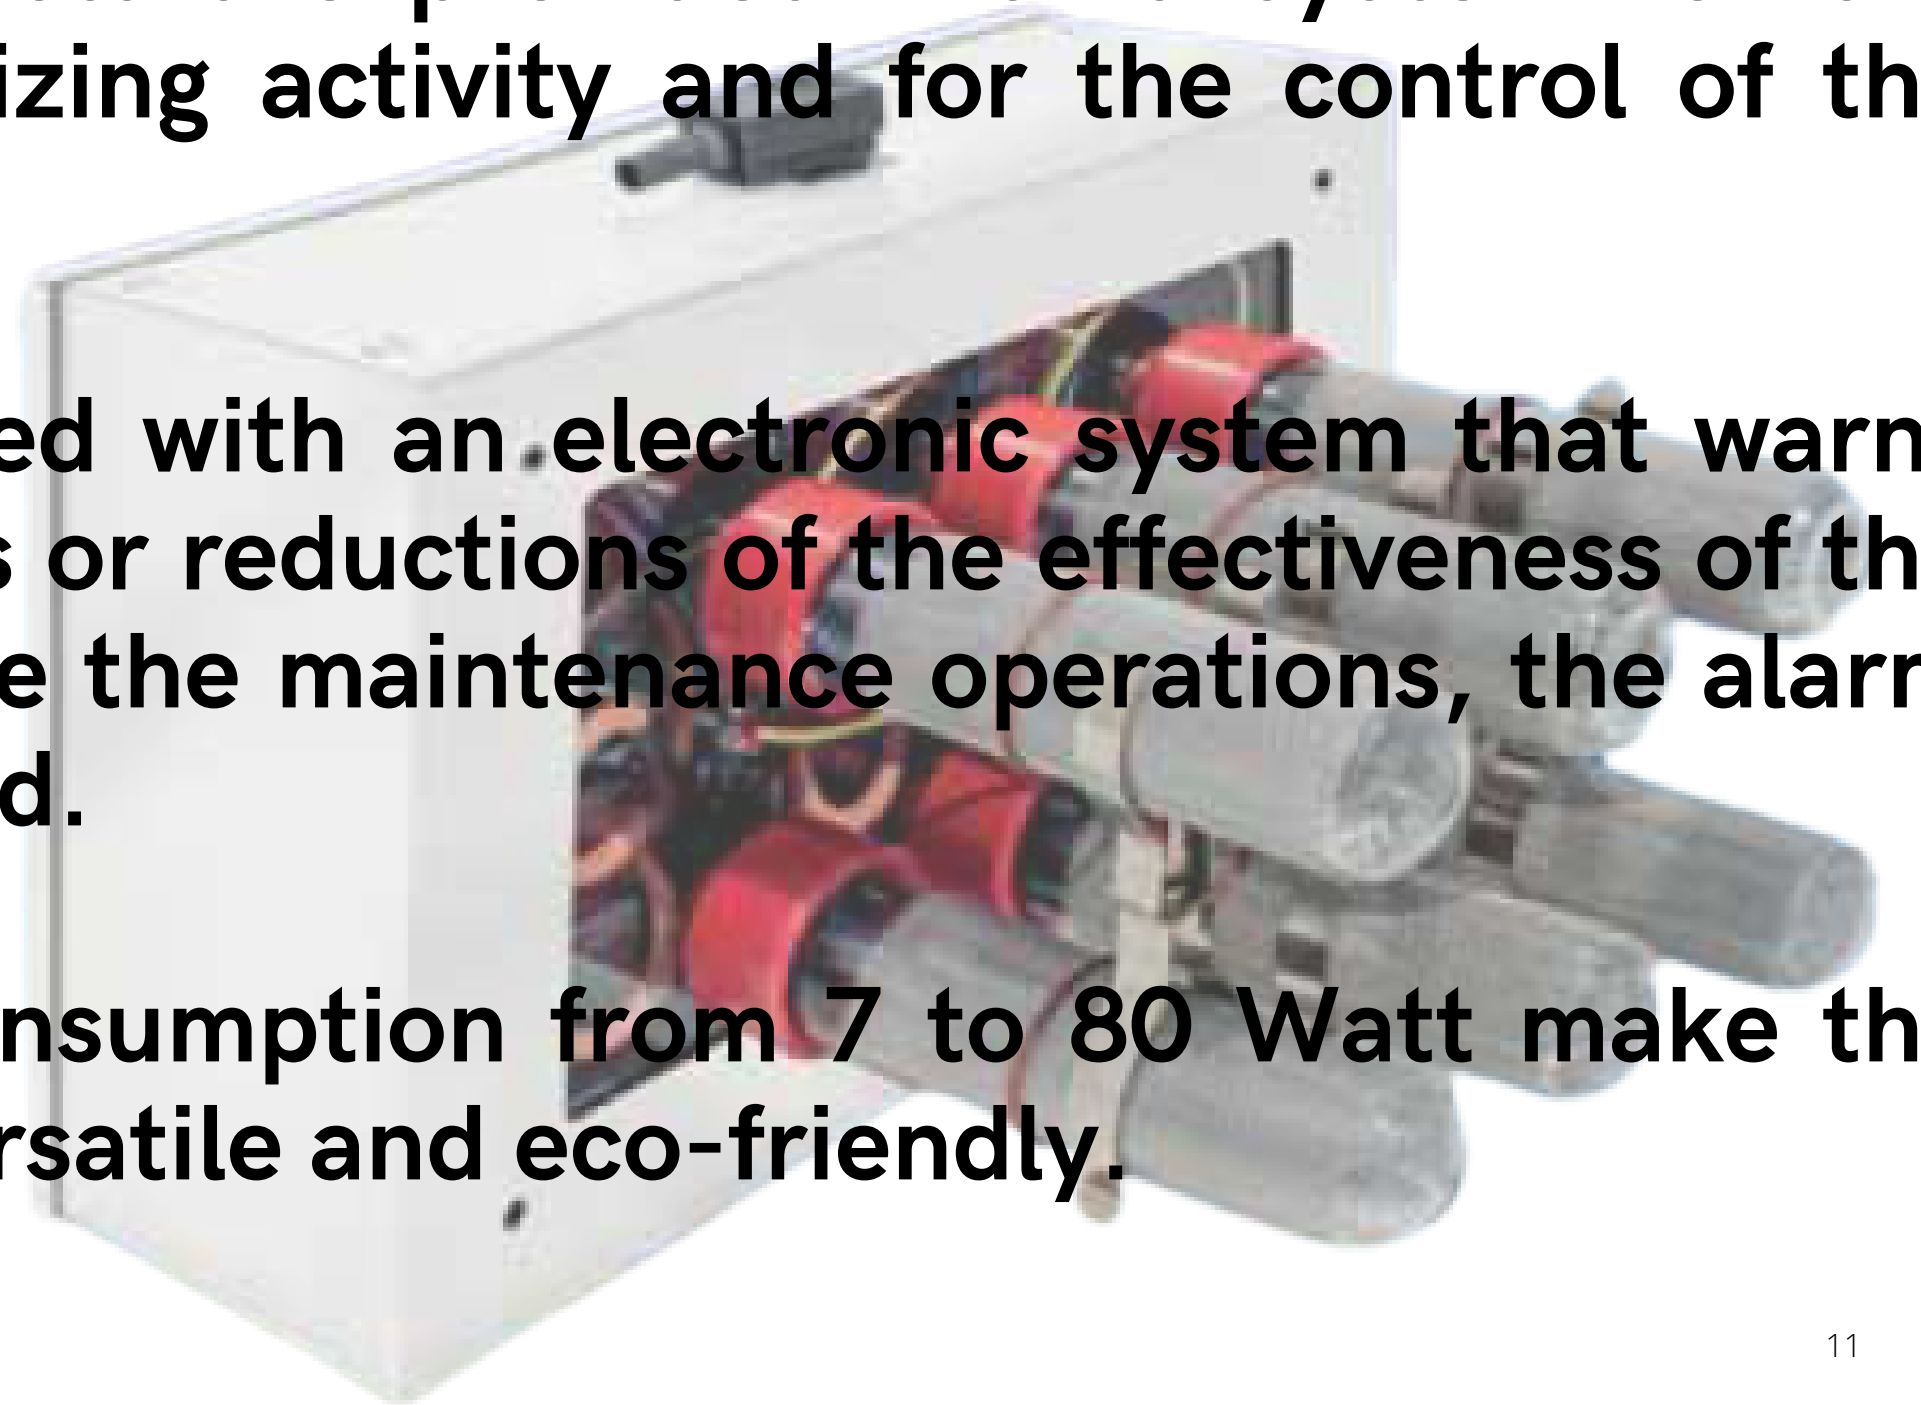 izing activity and for the control of th
ed with an electronic system that warn
s or reductions of the effectiveness of th
e the maintenance operations, the alarm
d.
nsumption from 7 to 80 Watt make th
rsatile and eco-friendly.
11